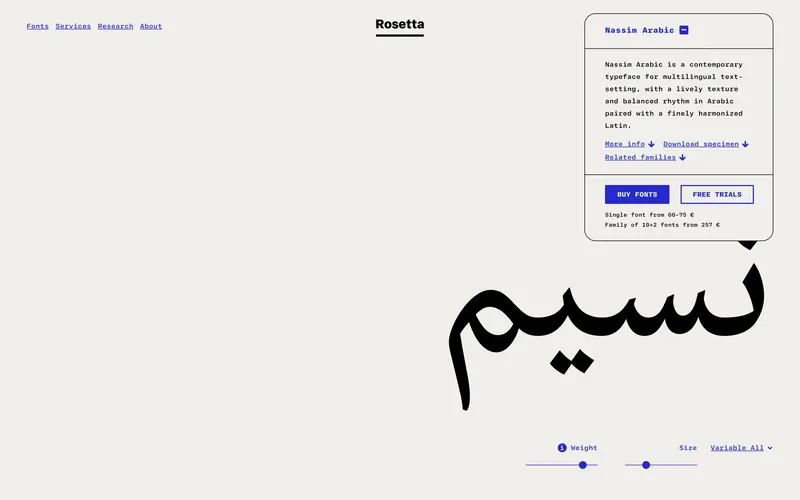 Fonts Services Research About
Rosetta
Nassim Arabic
Nassim Arabic is a contemporary
typeface for multilingual text-
setting, with a lively texture
and balanced rhythm in Arabic
paired with a finely harmonized
Latin.
More info ↓ Download specimen ↓
Related families ↓
BUY FONTS FREE TRIALS
Single font from 60–75 €
Family of 10+2 fonts from 257 €
نسيم
i Weight Size Variable All